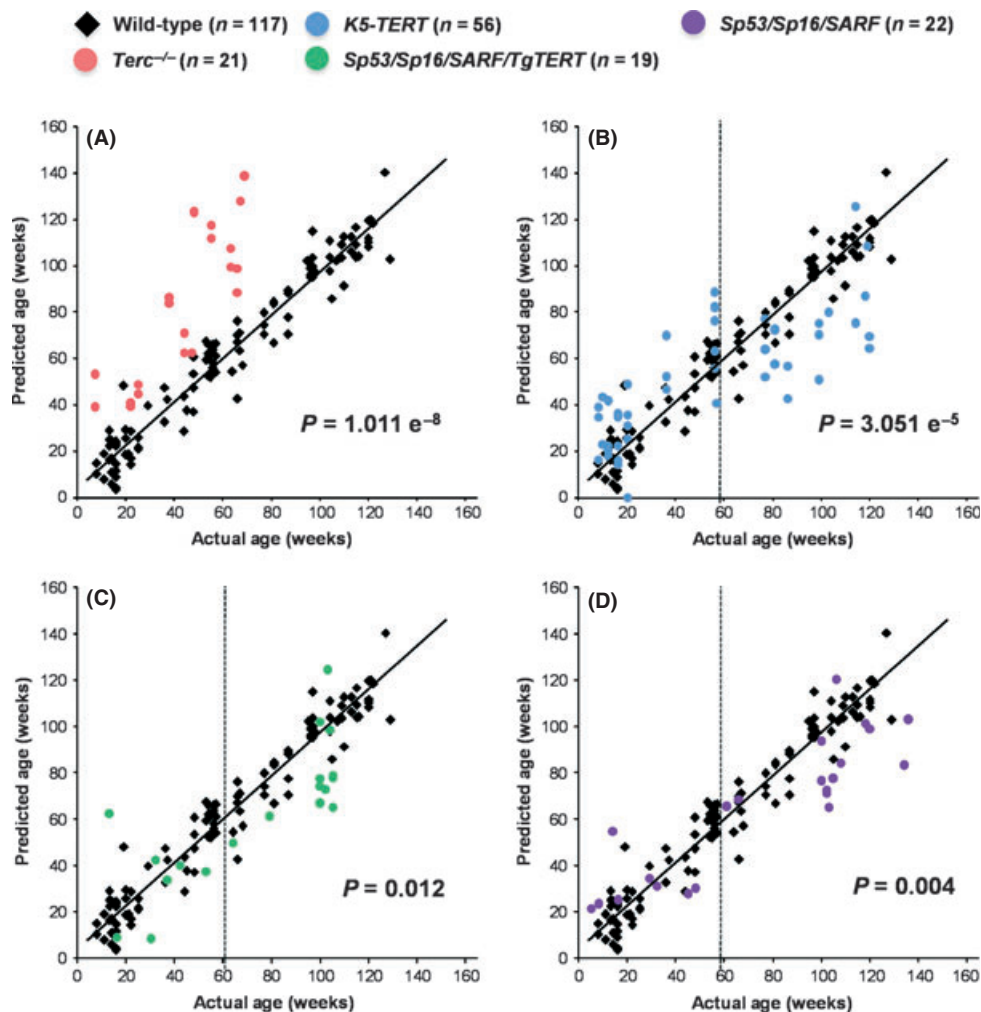 Wild-type (n = 117) K5-TERT (n = 56) Sp53/Sp16/SARF (n = 22)
Terc–/– (n = 21) Sp53/Sp16/SARF/TgTERT (n = 19)
(A)
160
140
120
100
80
60
40
20
0
Predicted age (weeks)
P = 1.011 e–8
0 20 40 60 80 100 120 140 160
Actual age (weeks)
(B)
160
140
120
100
80
60
40
20
0
Predicted age (weeks)
P = 3.051 e–5
0 20 40 60 80 100 120 140 160
Actual age (weeks)
(C)
160
140
120
100
80
60
40
20
0
Predicted age (weeks)
P = 0.012
0 20 40 60 80 100 120 140 160
Actual age (weeks)
(D)
160
140
120
100
80
60
40
20
0
Predicted age (weeks)
P = 0.004
0 20 40 60 80 100 120 140 160
Actual age (weeks)